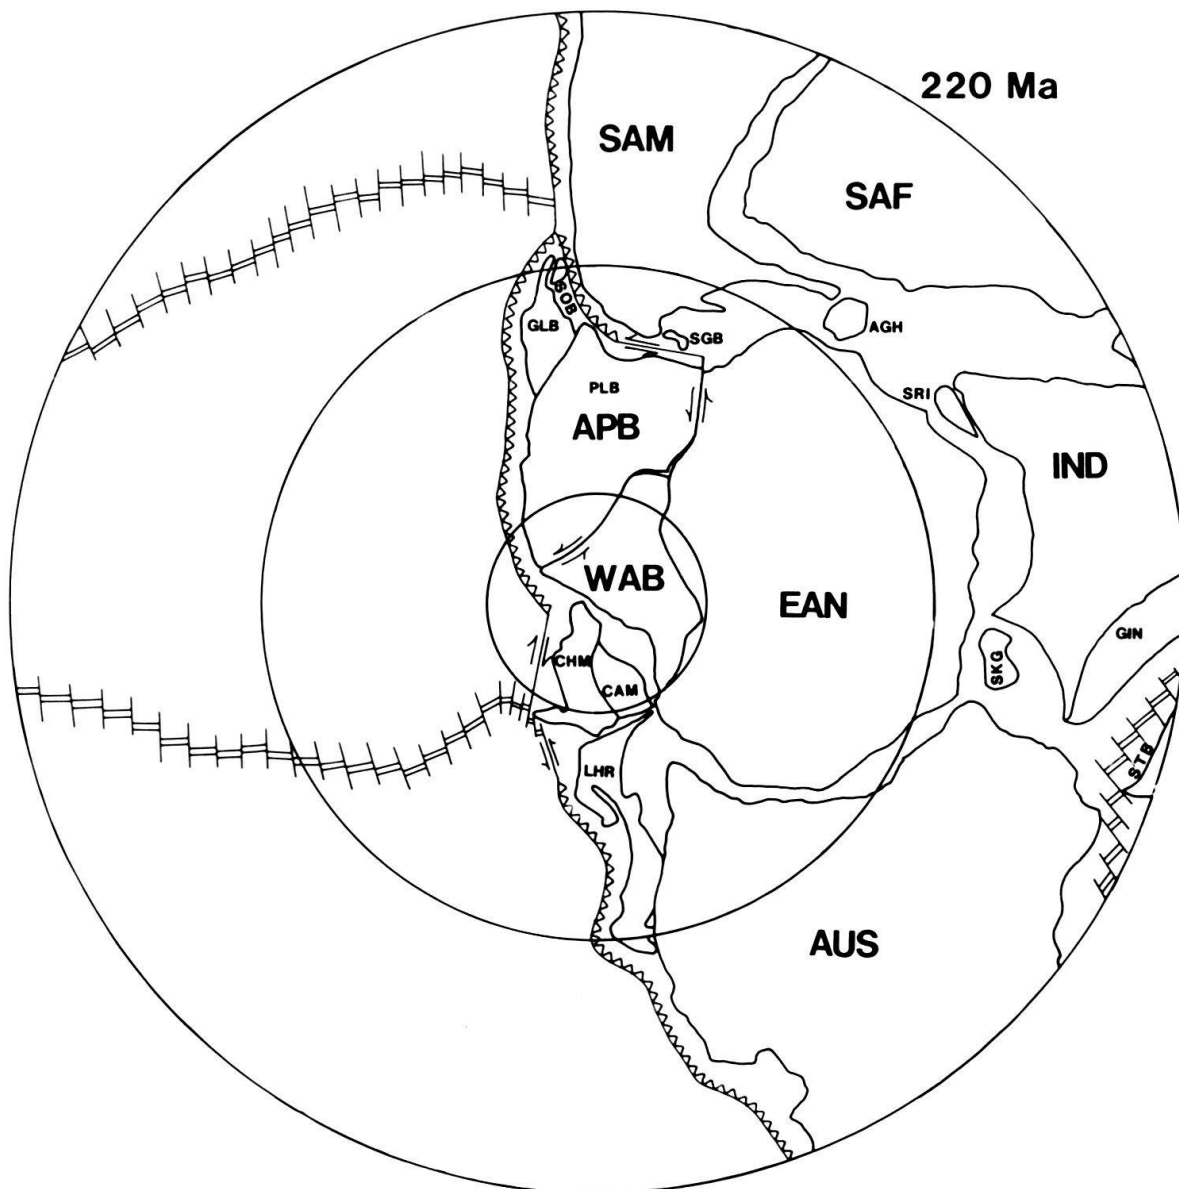 220 Ma
SAM
SAF
SOB
GLB
SGB
AGH
PLB
SRI
APB
IND
WAB
EAN
GIN
CHM
SKG
CAM
STB
LHR
AUS